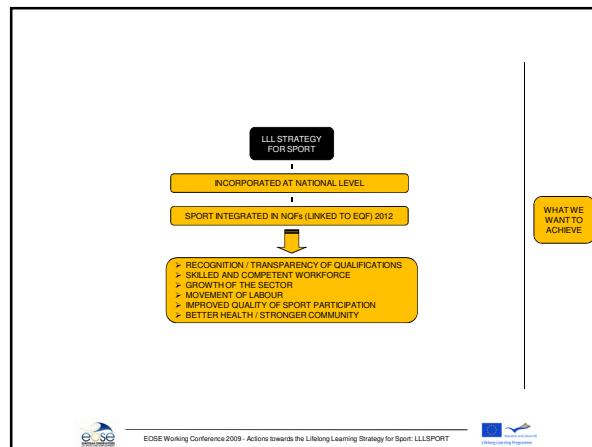 LLL STRATEGY
FOR SPORT
INCORPORATED AT NATIONAL LEVEL
SPORT INTEGRATED IN NQFs (LINKED TO EQF) 2012
➢ RECOGNITION / TRANSPARENCY OF QUALIFICATIONS
➢ SKILLED AND COMPETENT WORKFORCE
➢ GROWTH OF THE SECTOR
➢ MOVEMENT OF LABOUR
➢ IMPROVED QUALITY OF SPORT PARTICIPATION
➢ BETTER HEALTH / STRONGER COMMUNITY
WHAT WE
WANT TO
ACHIEVE
eose
EOSE Working Conference 2009 - Actions towards the Lifelong Learning Strategy for Sport: LLLSPORT
Lifelong Learning Programme